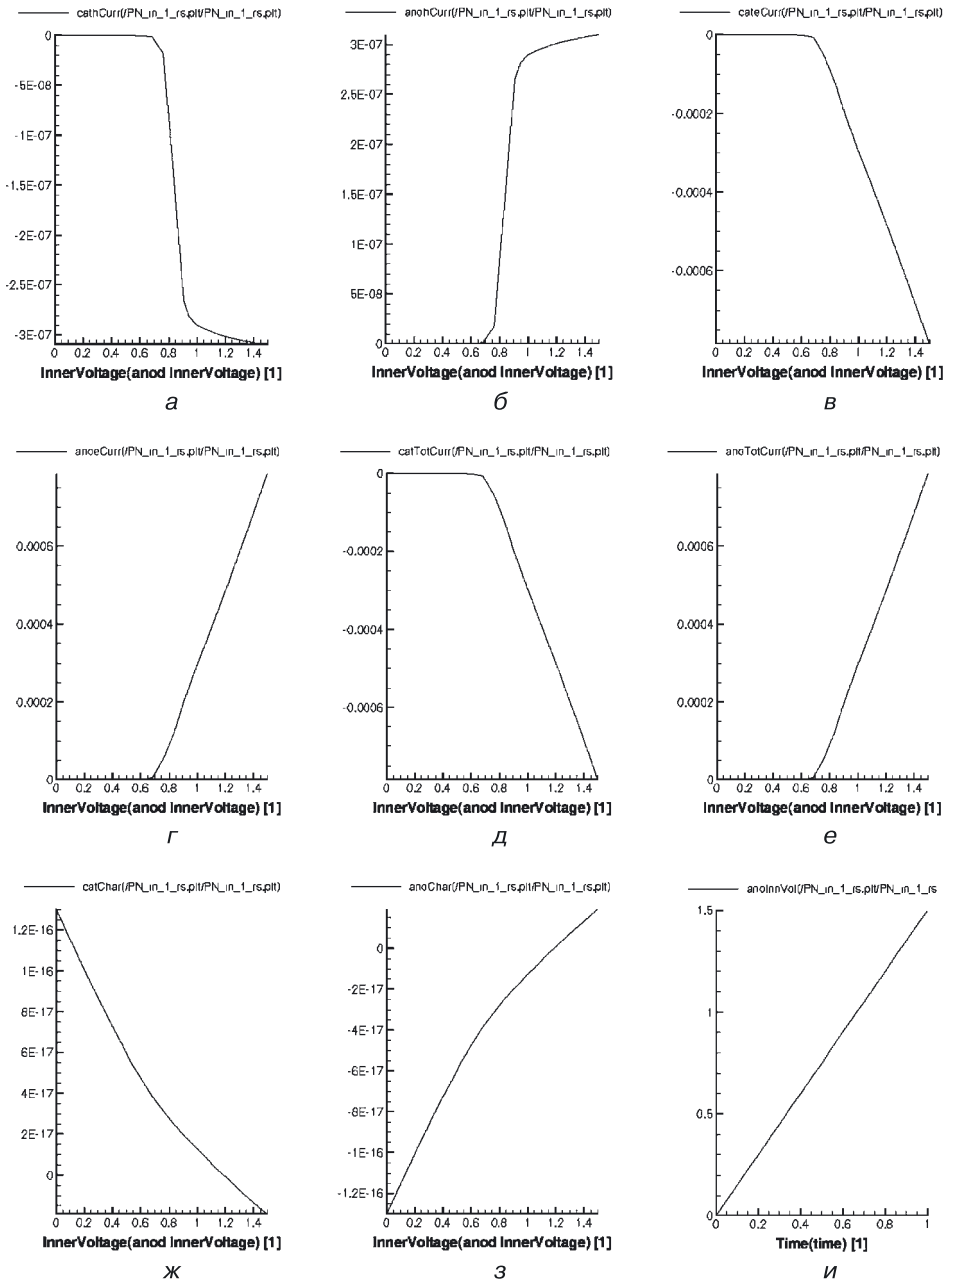 cathCurr(/PN_in_1_rs.plt/PN_in_1_rs.plt)
0
-5E-08
-1E-07
-1.5E-07
-2E-07
-2.5E-07
-3E-07
0 0.2 0.4 0.6 0.8 1 1.2 1.4
InnerVoltage(anod InnerVoltage) [1]
а
anohCurr(/PN_in_1_rs.plt/PN_in_1_rs.plt)
3E-07
2.5E-07
2E-07
1.5E-07
1E-07
5E-08
0
0 0.2 0.4 0.6 0.8 1 1.2 1.4
InnerVoltage(anod InnerVoltage) [1]
б
cateCurr(/PN_in_1_rs.plt/PN_in_1_rs.plt)
0
-0.0002
-0.0004
-0.0006
0 0.2 0.4 0.6 0.8 1 1.2 1.4
InnerVoltage(anod InnerVoltage) [1]
в
anoeCurr(/PN_in_1_rs.plt/PN_in_1_rs.plt)
0.0006
0.0004
0.0002
0
0 0.2 0.4 0.6 0.8 1 1.2 1.4
InnerVoltage(anod InnerVoltage) [1]
г
catTotCurr(/PN_in_1_rs.plt/PN_in_1_rs.plt)
0
-0.0002
-0.0004
-0.0006
0 0.2 0.4 0.6 0.8 1 1.2 1.4
InnerVoltage(anod InnerVoltage) [1]
д
anoTotCurr(/PN_in_1_rs.plt/PN_in_1_rs.plt)
0.0006
0.0004
0.0002
0
0 0.2 0.4 0.6 0.8 1 1.2 1.4
InnerVoltage(anod InnerVoltage) [1]
е
catChar(/PN_in_1_rs.plt/PN_in_1_rs.plt)
1.2E-16
1E-16
8E-17
6E-17
4E-17
2E-17
0
0 0.2 0.4 0.6 0.8 1 1.2 1.4
InnerVoltage(anod InnerVoltage) [1]
ж
anoChar(/PN_in_1_rs.plt/PN_in_1_rs.plt)
0
-2E-17
-4E-17
-6E-17
-8E-17
-1E-16
-1.2E-16
0 0.2 0.4 0.6 0.8 1 1.2 1.4
InnerVoltage(anod InnerVoltage) [1]
з
anoInnVol(/PN_in_1_rs.plt/PN_in_1_rs
1.5
1
0.5
0
0 0.2 0.4 0.6 0.8 1
Time(time) [1]
и